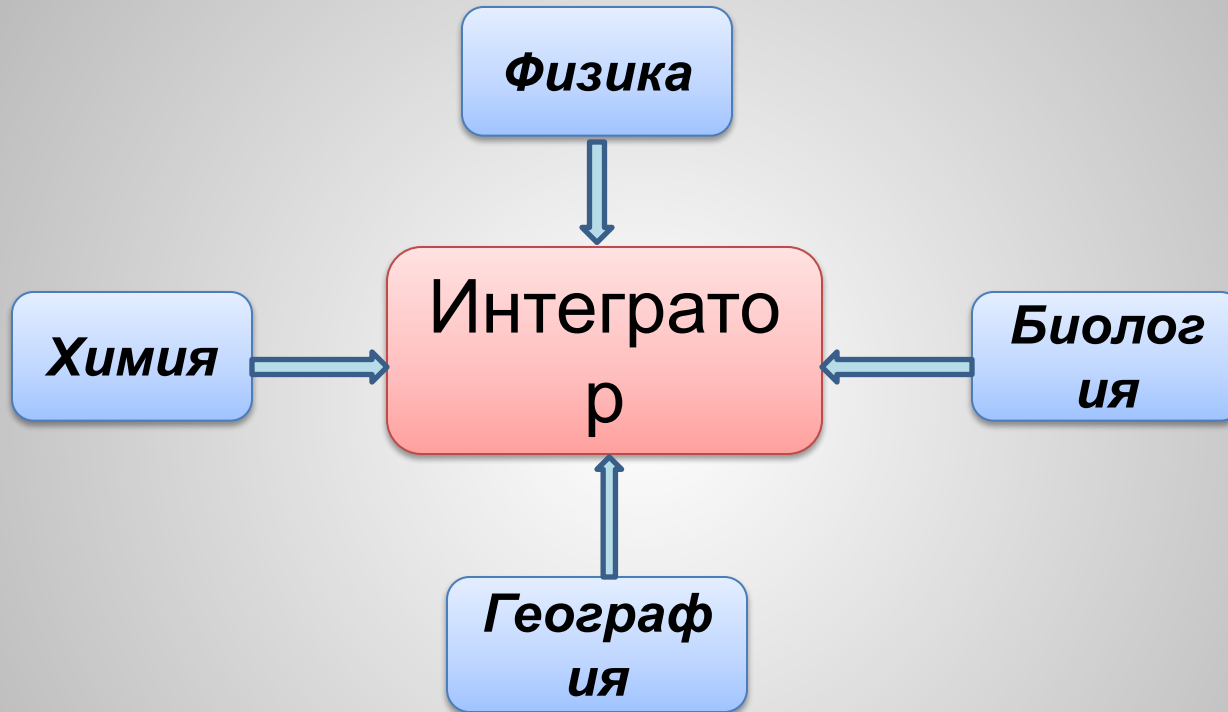 Физика
Интеграто
р
Химия
Биолог
ия
Географ
ия